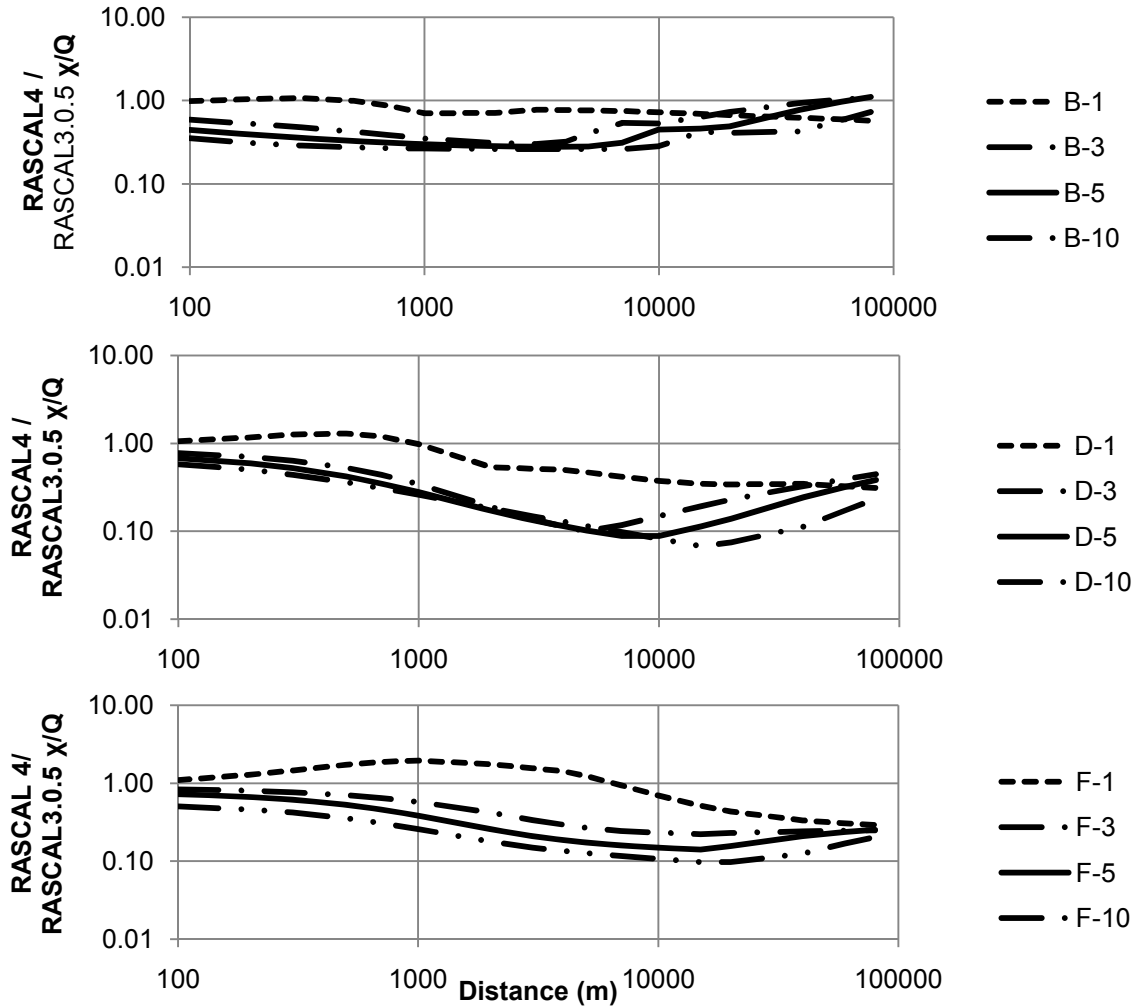 RASCAL4 /
RASCAL3.0.5 χ/Q
10.00
1.00
0.10
0.01
100 1000 10000 100000
B-1
B-3
B-5
B-10
RASCAL4 /
RASCAL3.0.5 χ/Q
10.00
1.00
0.10
0.01
100 1000 10000 100000
D-1
D-3
D-5
D-10
RASCAL 4/
RASCAL3.0.5 χ/Q
10.00
1.00
0.10
0.01
100 1000 10000 100000
F-1
F-3
F-5
F-10
Distance (m)